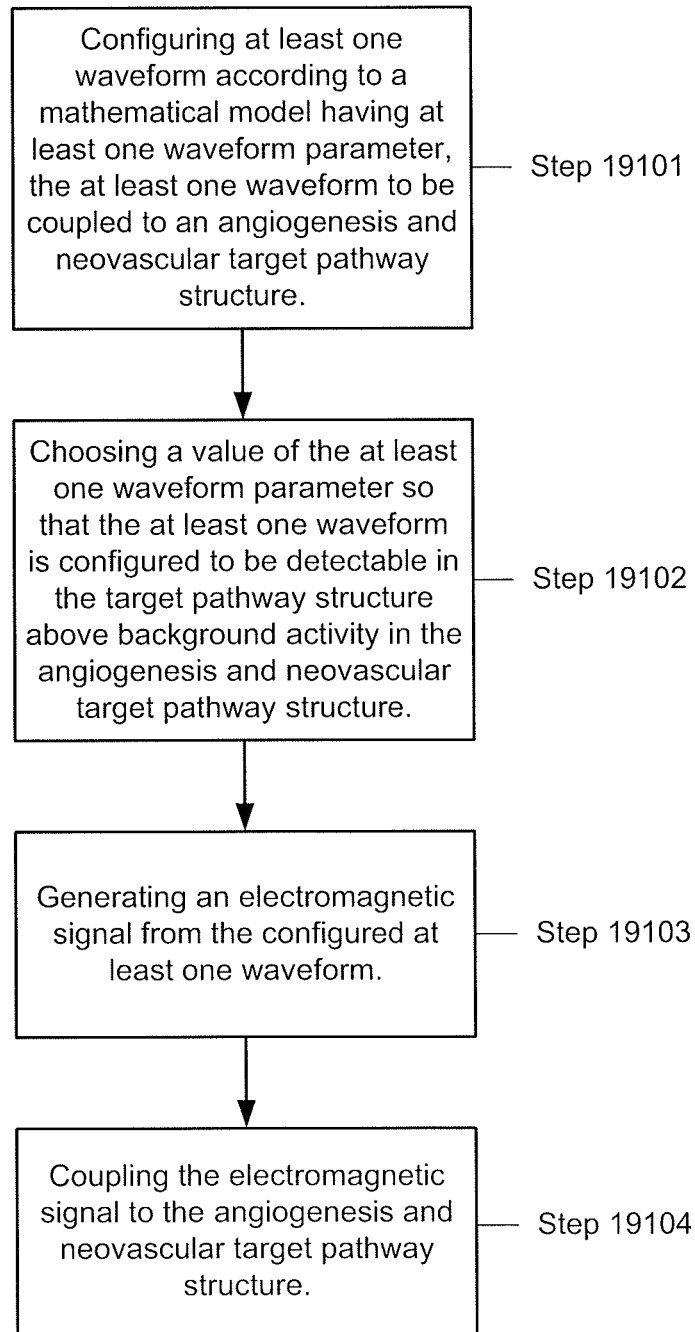 Configuring at least one
waveform according to a
mathematical model having at
least one waveform parameter,
the at least one waveform to be
coupled to an angiogenesis and
neovascular target pathway
structure.
Step 19101
Choosing a value of the at least
one waveform parameter so
that the at least one waveform
is configured to be detectable in
the target pathway structure
above background activity in the
angiogenesis and neovascular
target pathway structure.
Step 19102
Generating an electromagnetic
signal from the configured at
least one waveform.
Step 19103
Coupling the electromagnetic
signal to the angiogenesis and
neovascular target pathway
structure.
Step 19104